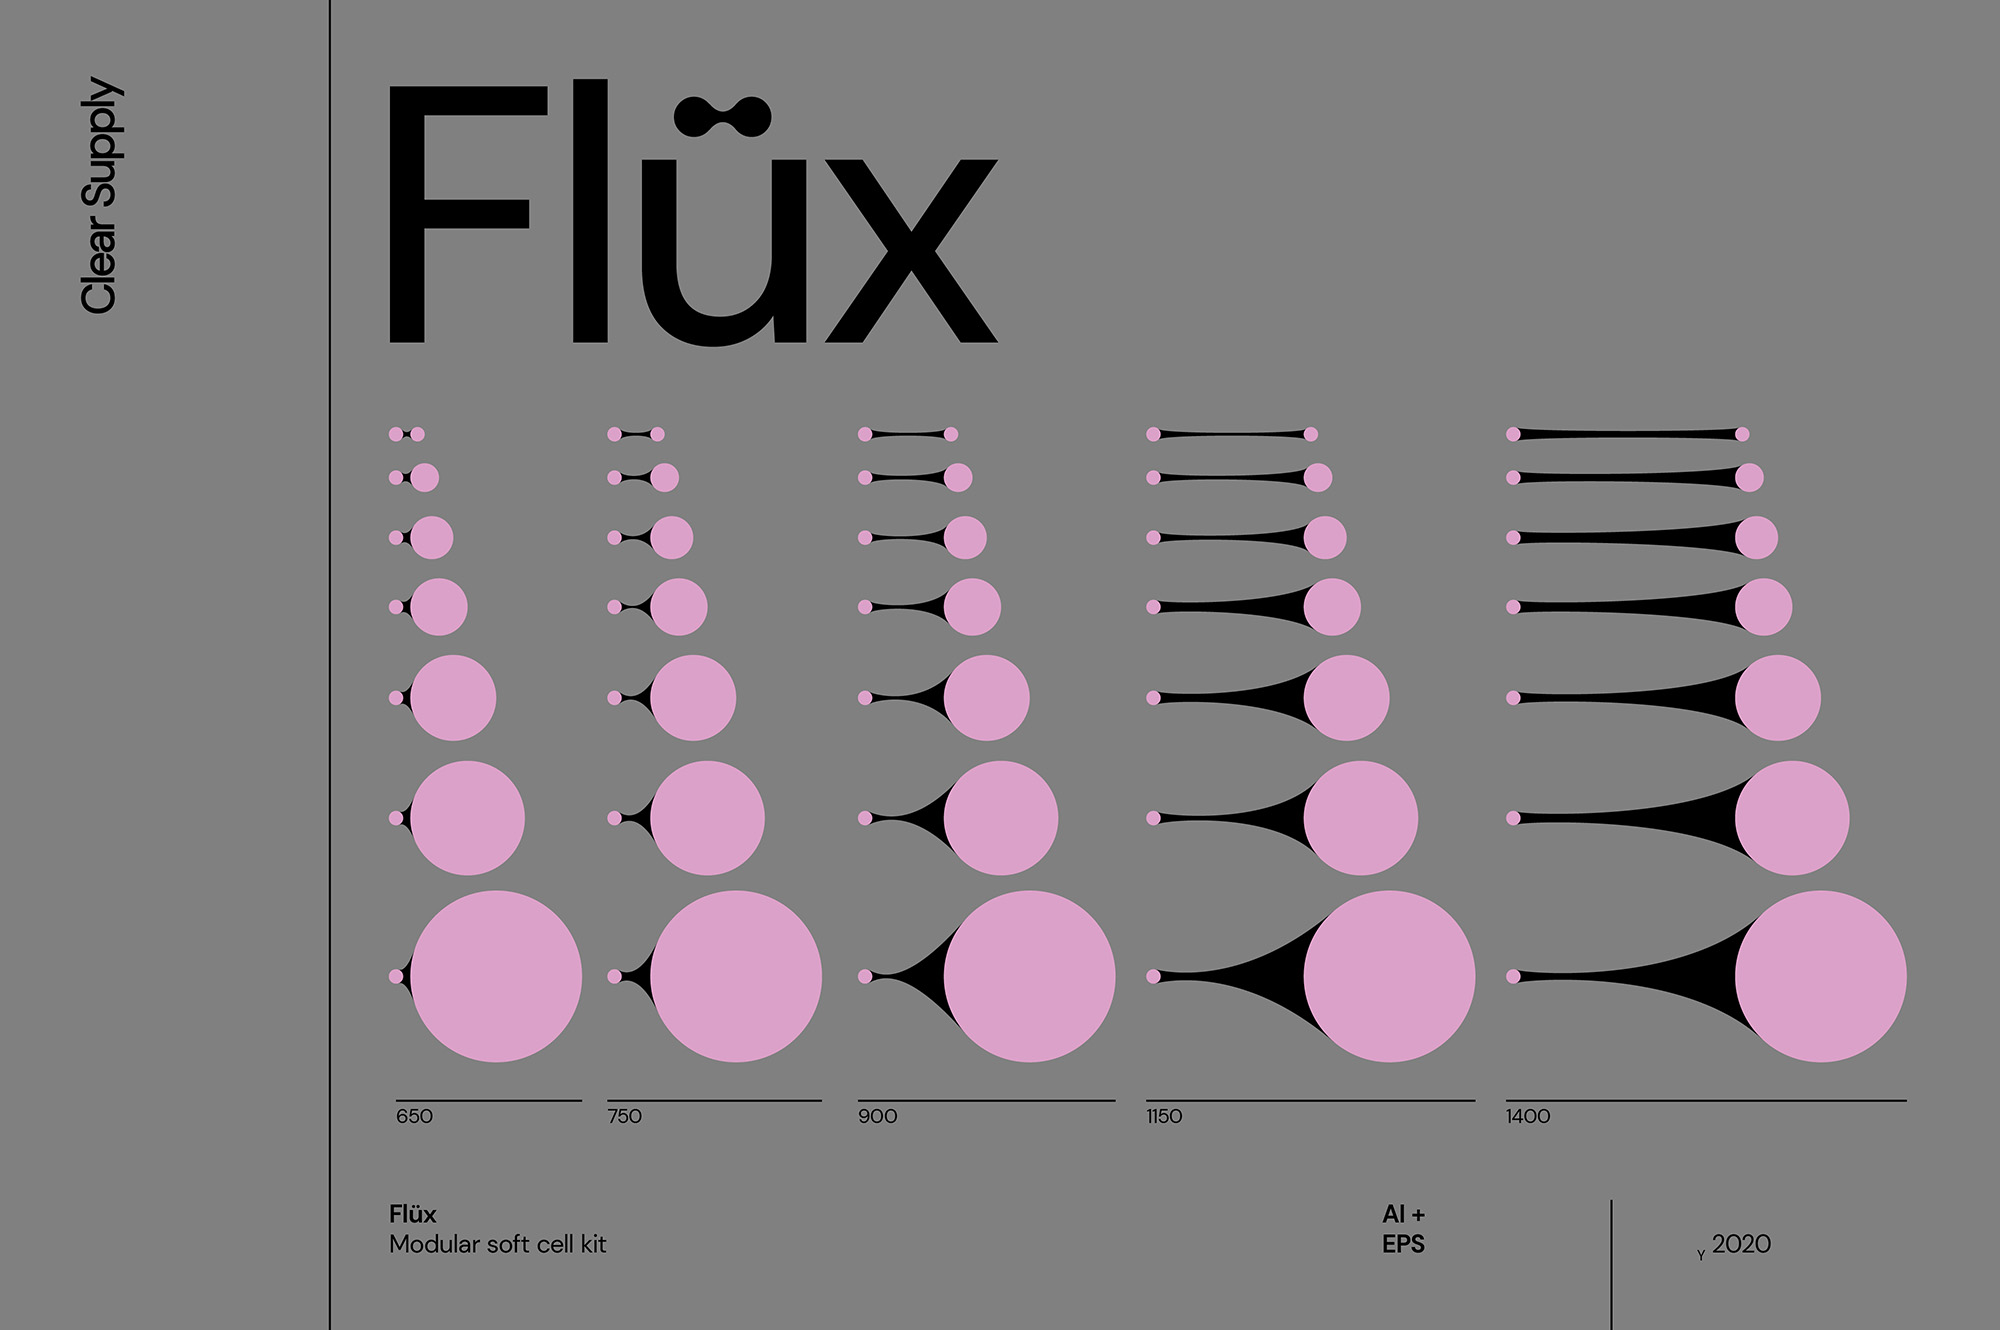 Clear Supply
Flüx
650
750
900
1150
1400
Flüx
Modular soft cell kit
AI +
EPS
Y 2020